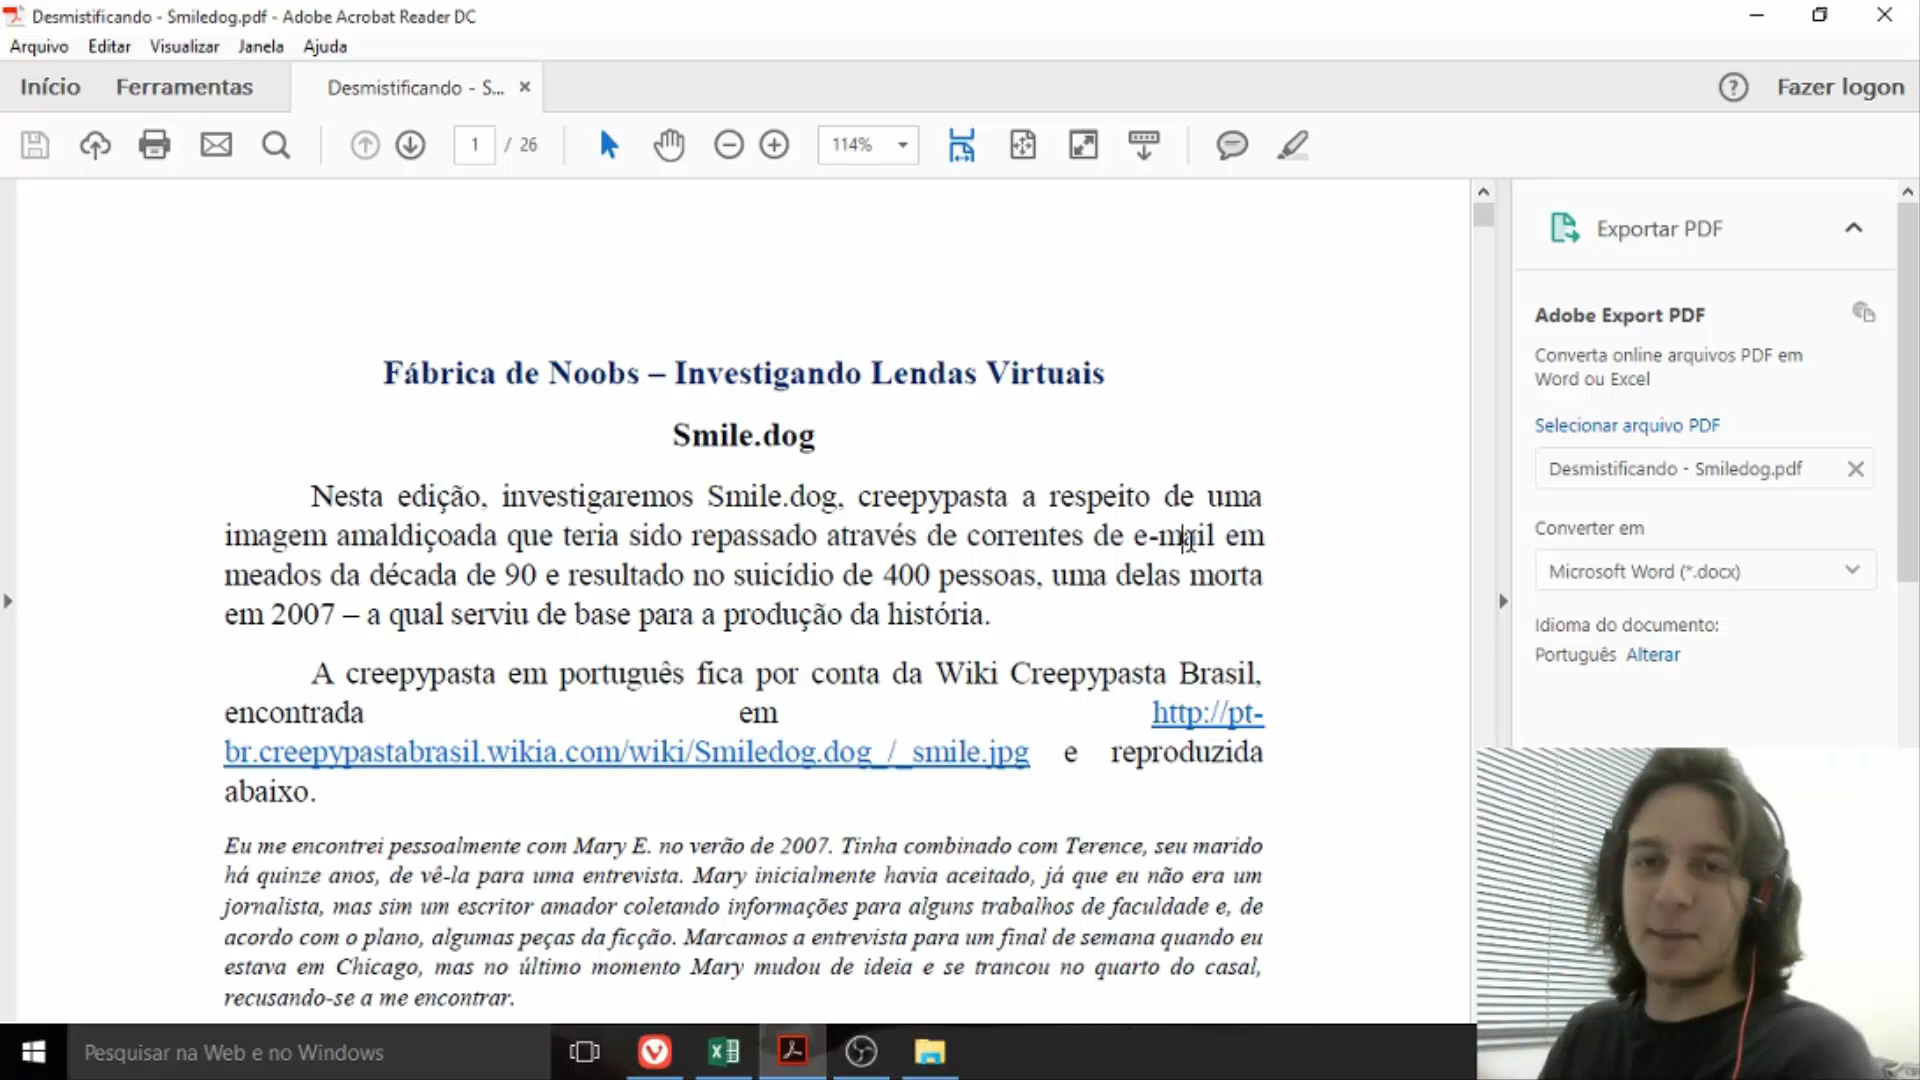 Desmistificando - Smiledog.pdf - Adobe Acrobat Reader DC
Arquivo Editar Visualizar Janela Ajuda
Início Ferramentas Desmistificando - S... Fazer logon
1 / 26 114%
Exportar PDF
Adobe Export PDF
Converta online arquivos PDF em
Word ou Excel
Selecionar arquivo PDF
Desmistificando - Smiledog.pdf
Converter em
Microsoft Word (*.docx)
Idioma do documento:
Português Alterar
Fábrica de Noobs – Investigando Lendas Virtuais
Smile.dog
Nesta edição, investigaremos Smile.dog, creepypasta a respeito de uma
imagem amaldiçoada que teria sido repassado através de correntes de e-mail em
meados da década de 90 e resultado no suicídio de 400 pessoas, uma delas morta
em 2007 – a qual serviu de base para a produção da história.
A creepypasta em português fica por conta da Wiki Creepypasta Brasil,
encontrada em http://pt-
br.creepypastabrasil.wikia.com/wiki/Smiledog.dog_/_smile.jpg e reproduzida
abaixo.
Eu me encontrei pessoalmente com Mary E. no verão de 2007. Tinha combinado com Terence, seu marido
há quinze anos, de vê-la para uma entrevista. Mary inicialmente havia aceitado, já que eu não era um
jornalista, mas sim um escritor amador coletando informações para alguns trabalhos de faculdade e, de
acordo com o plano, algumas peças da ficção. Marcamos a entrevista para um final de semana quando eu
estava em Chicago, mas no último momento Mary mudou de ideia e se trancou no quarto do casal,
recusando-se a me encontrar.
Pesquisar na Web e no Windows